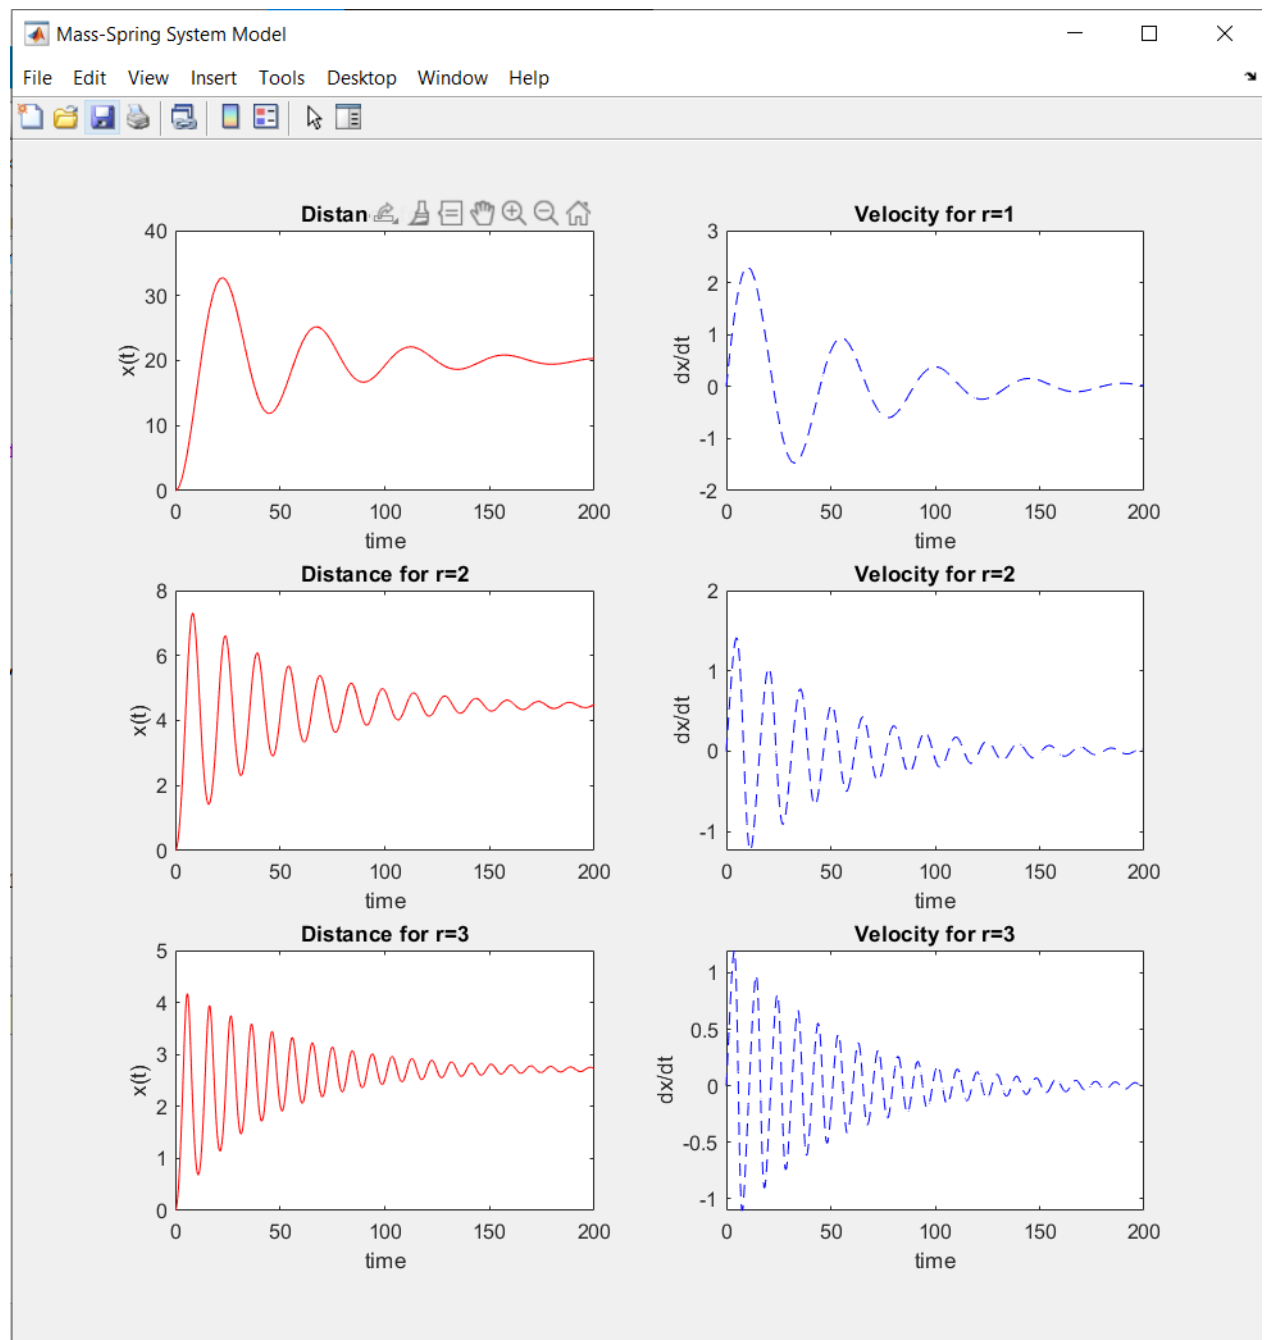 Mass-Spring System Model
File Edit View Insert Tools Desktop Window Help
Distan
40
30
20
10
0
x(t)
0 50 100 150 200
time
Velocity for r=1
3
2
1
0
-1
-2
dx/dt
0 50 100 150 200
time
Distance for r=2
8
6
4
2
0
x(t)
0 50 100 150 200
time
Velocity for r=2
2
1
0
-1
dx/dt
0 50 100 150 200
time
Distance for r=3
5
4
3
2
1
0
x(t)
0 50 100 150 200
time
Velocity for r=3
1
0.5
0
-0.5
-1
dx/dt
0 50 100 150 200
time